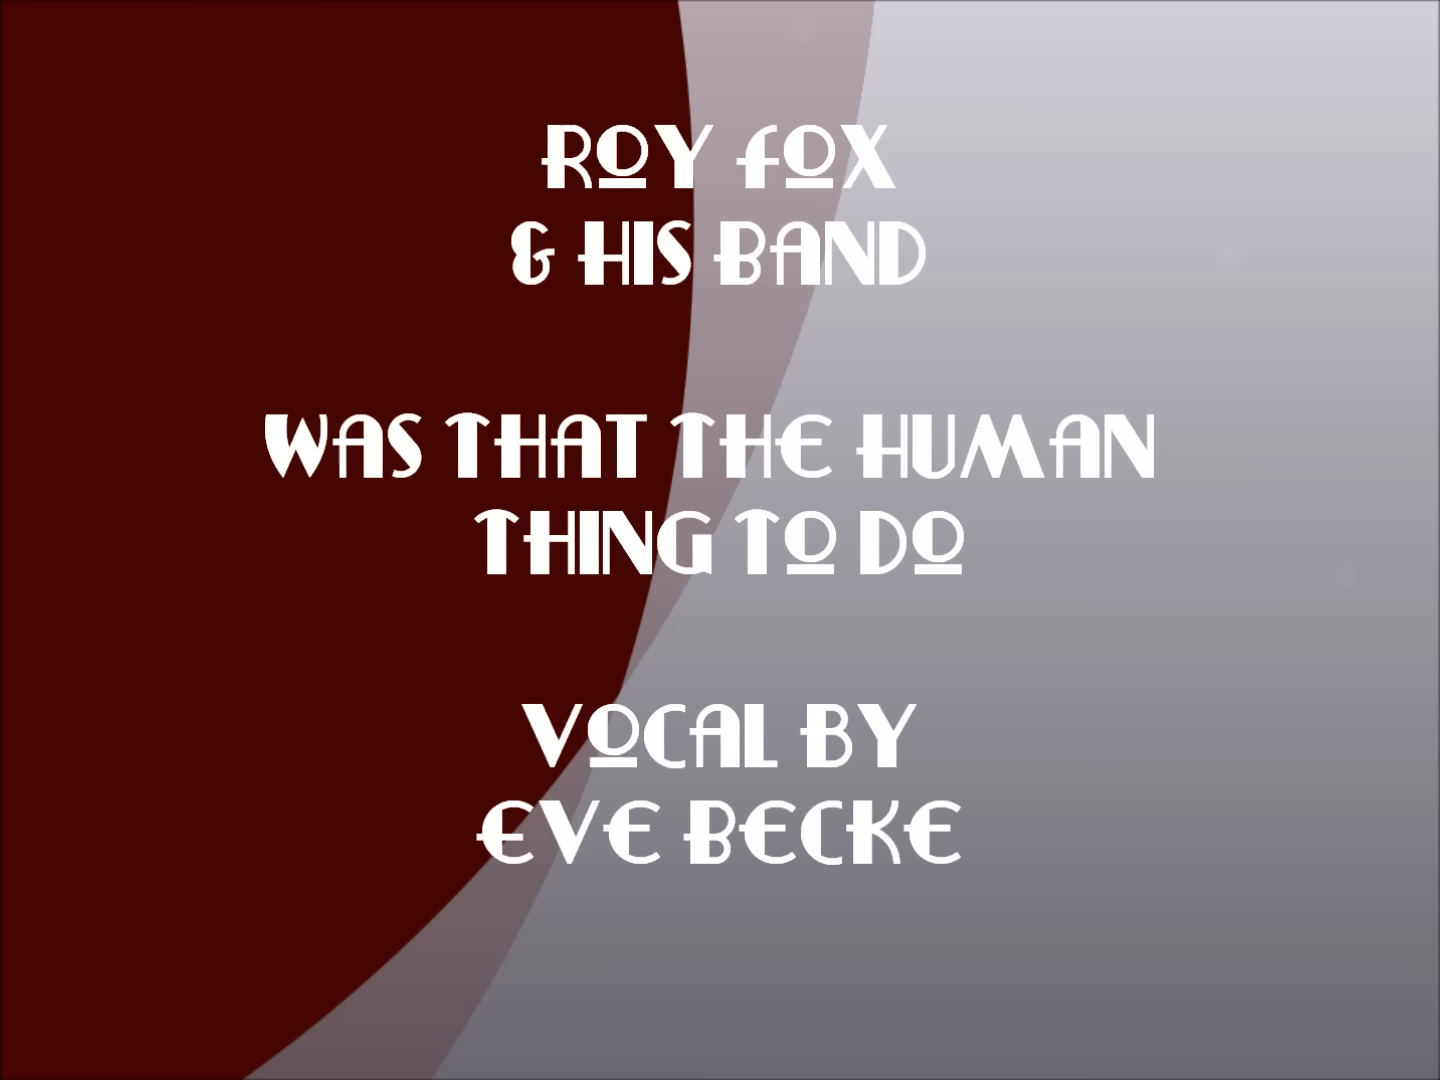 ROY FOX
& HIS BAND
WAS THAT THE HUMAN
THING TO DO
VOCAL BY
EVE BECKE